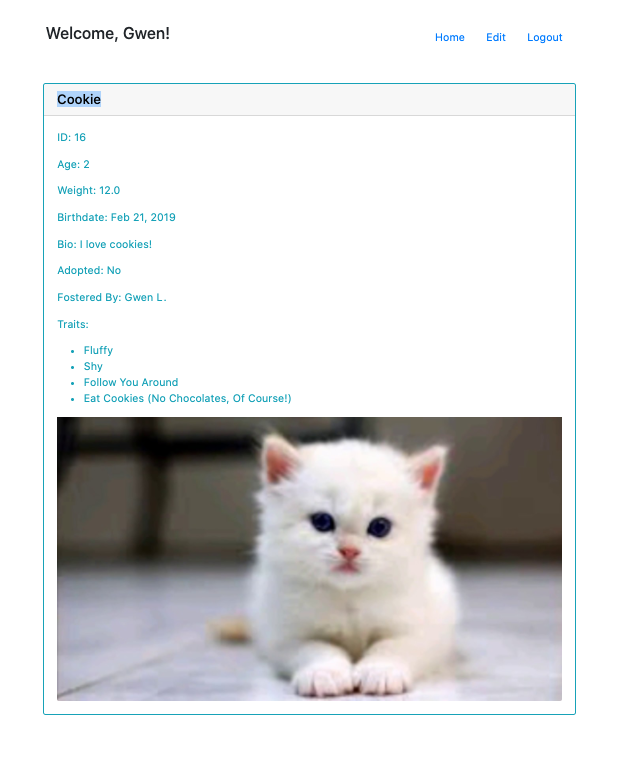 Welcome, Gwen!
Home Edit Logout
Cookie
ID: 16
Age: 2
Weight: 12.0
Birthdate: Feb 21, 2019
Bio: I love cookies!
Adopted: No
Fostered By: Gwen L.
Traits:
Fluffy
Shy
Follow You Around
Eat Cookies (No Chocolates, Of Course!)